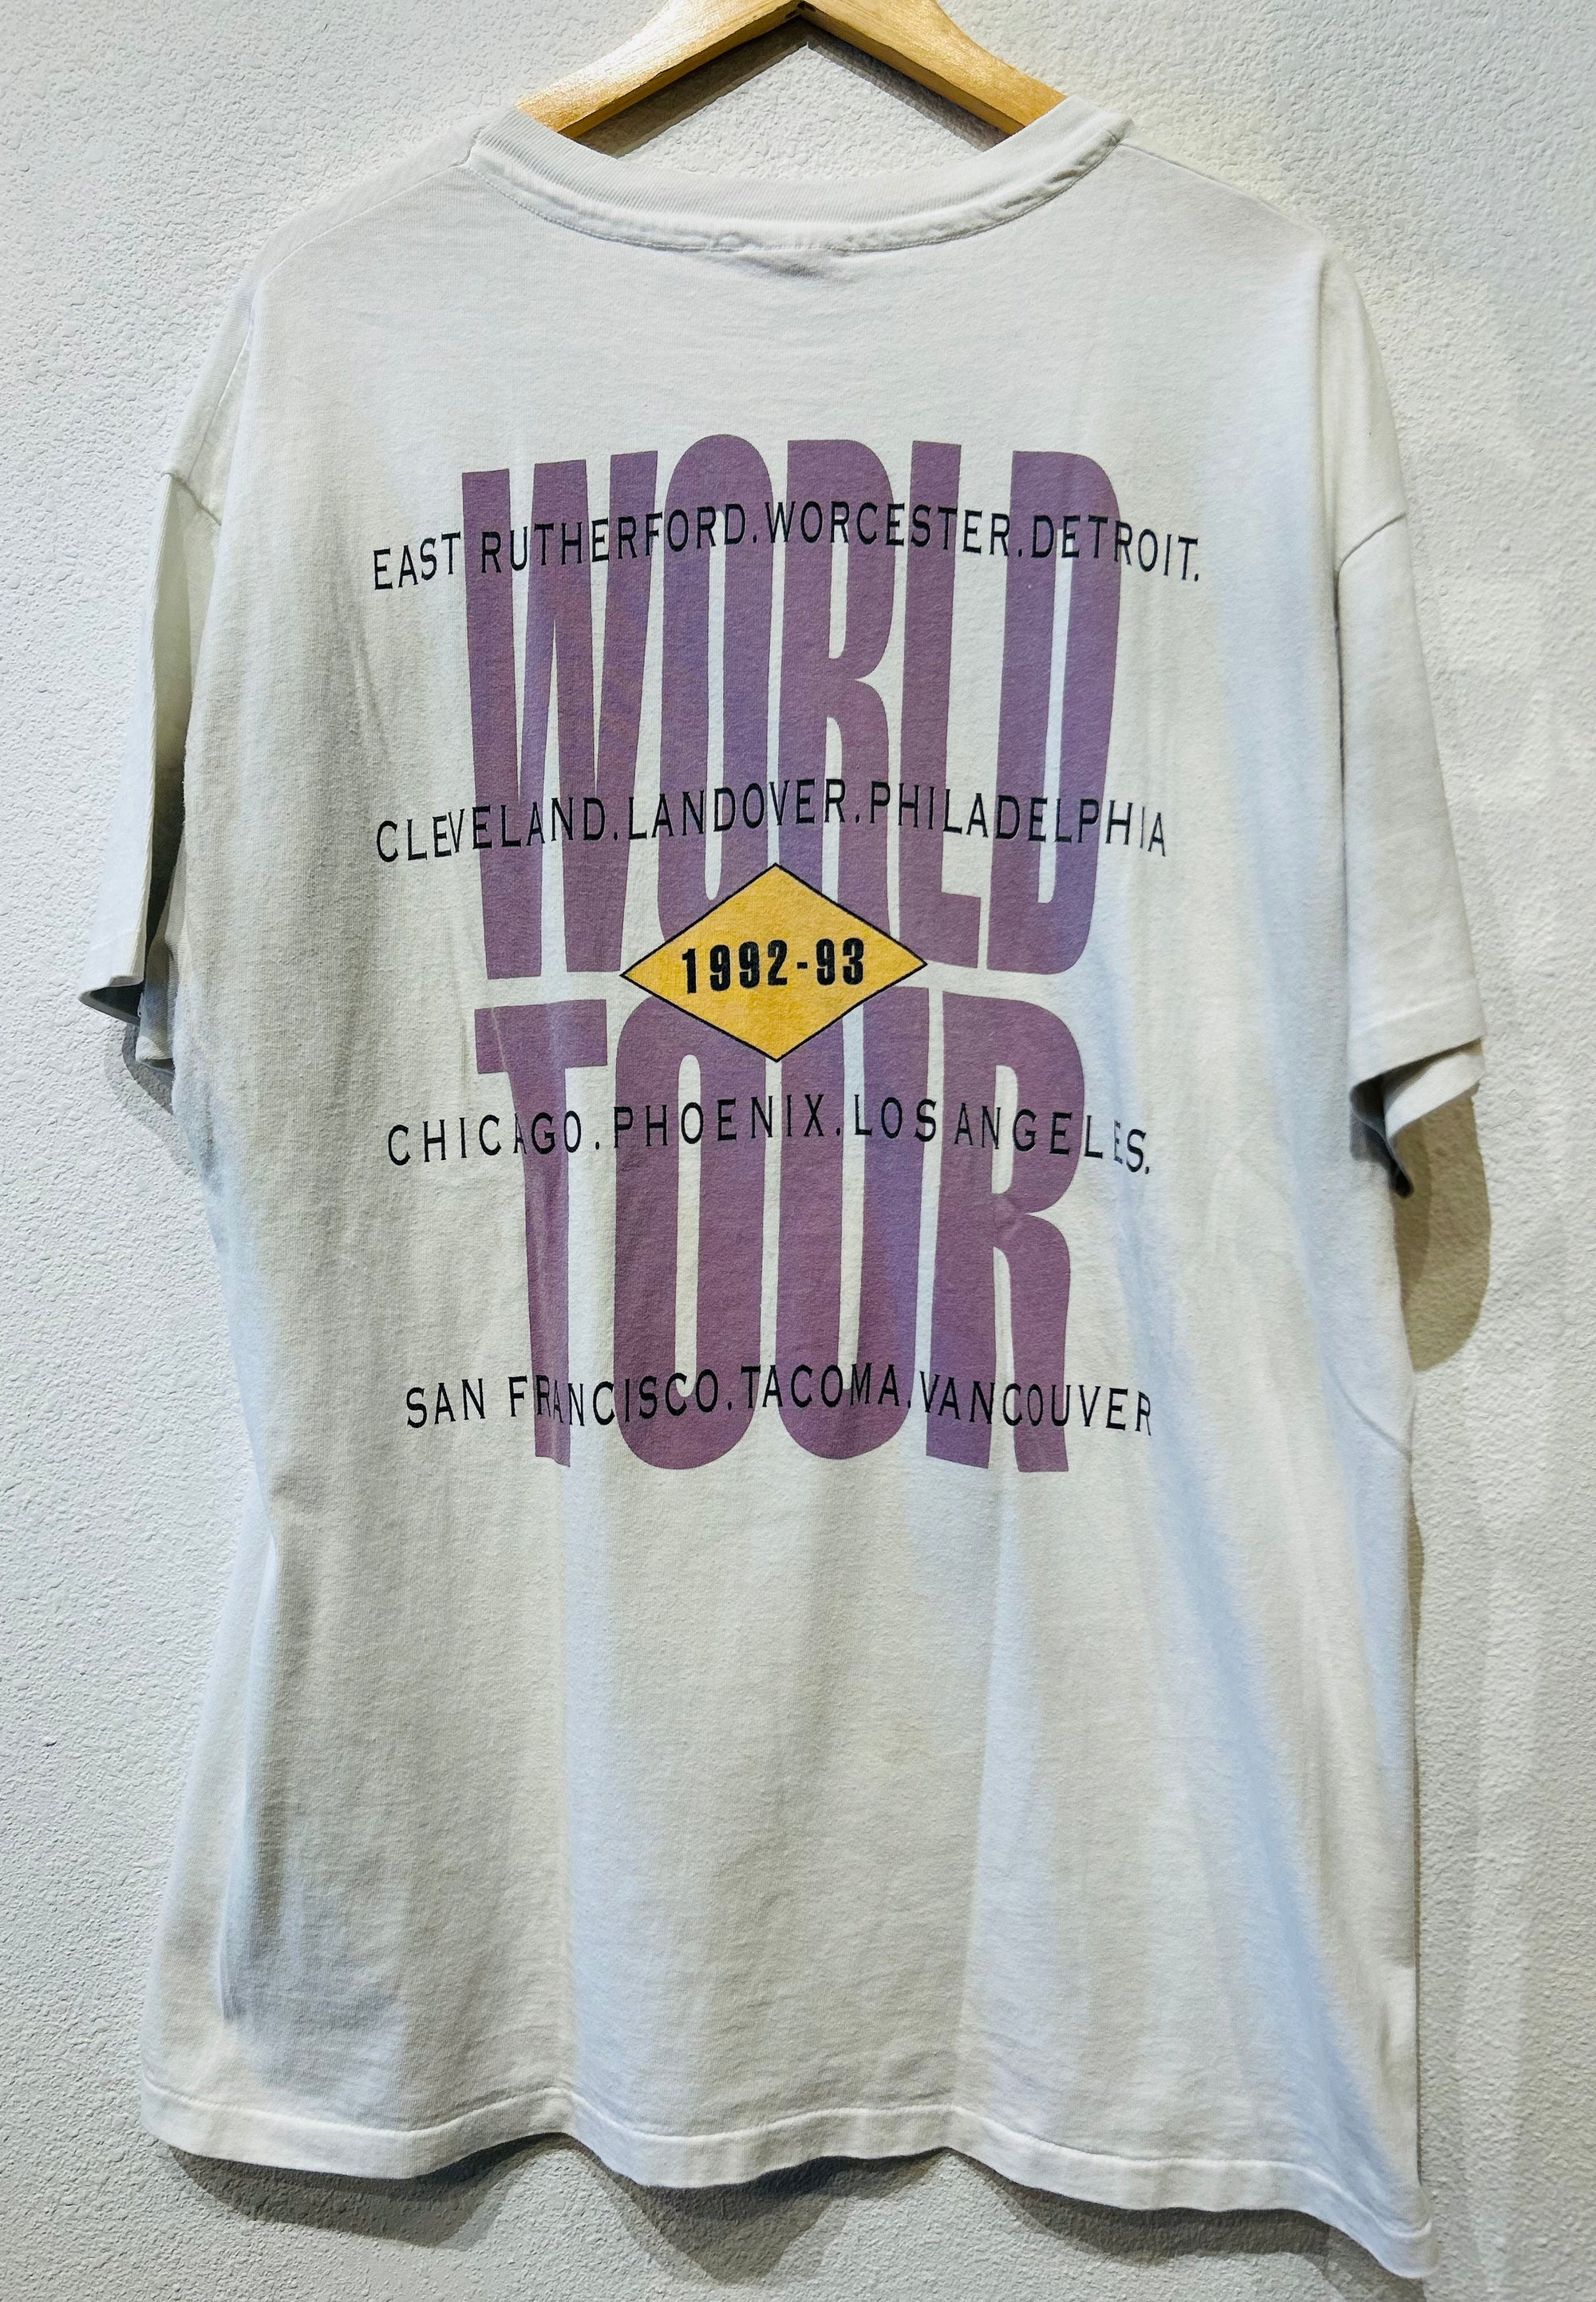 WORLD
EAST RUTHERFORD.WORCESTER.DETROIT.
CLEVELAND.LANDOVER.PHILADELPHIA
1992-93
TOUR
CHICAGO.PHOENIX.LOS ANGELES.
SAN FRANCISCO.TACOMA.VANCOUVER